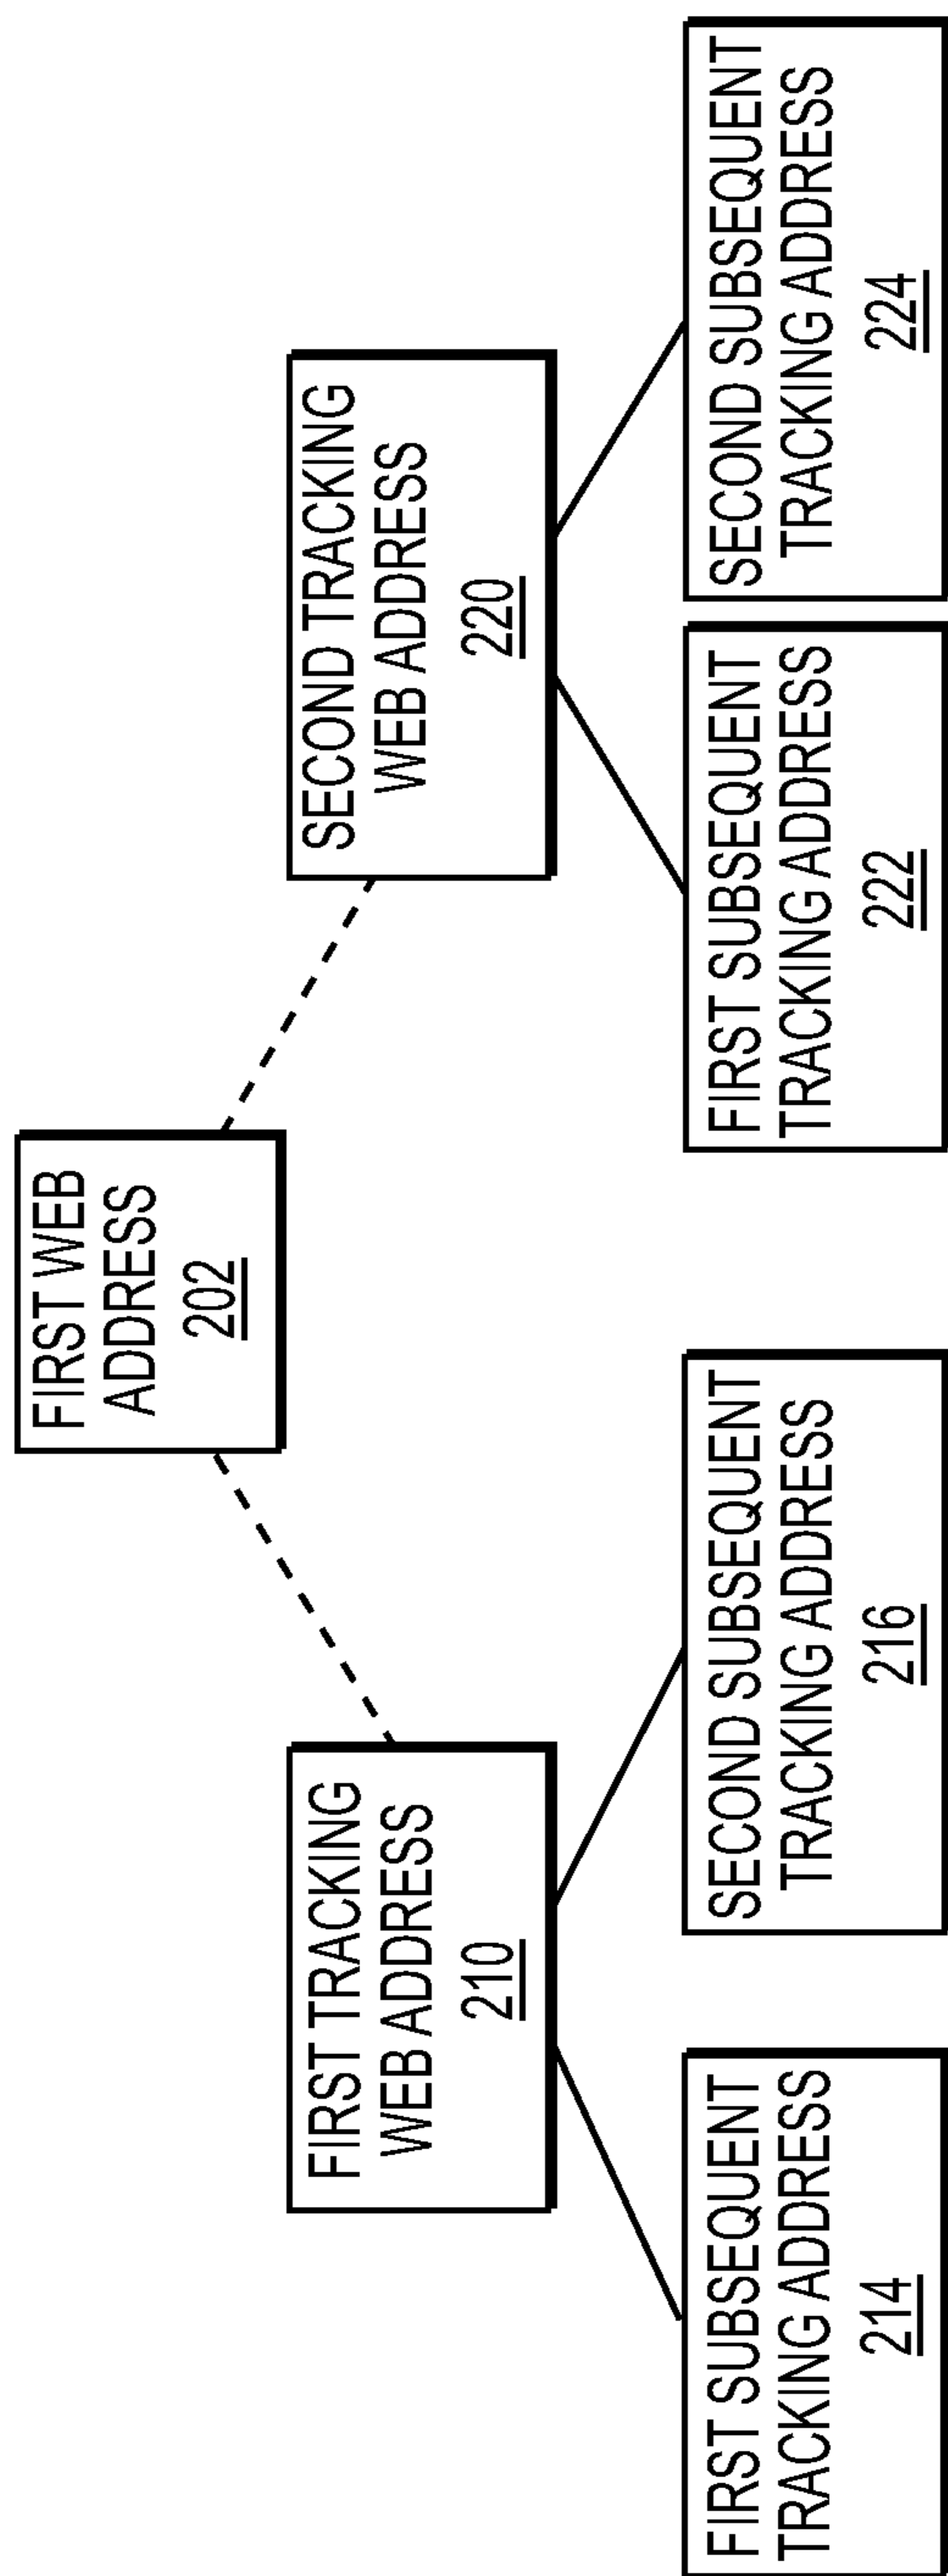 FIRST WEB
ADDRESS
202
FIRST TRACKING
WEB ADDRESS
210
SECOND TRACKING
WEB ADDRESS
220
FIRST SUBSEQUENT
TRACKING ADDRESS
214
SECOND SUBSEQUENT
TRACKING ADDRESS
216
FIRST SUBSEQUENT
TRACKING ADDRESS
222
SECOND SUBSEQUENT
TRACKING ADDRESS
224